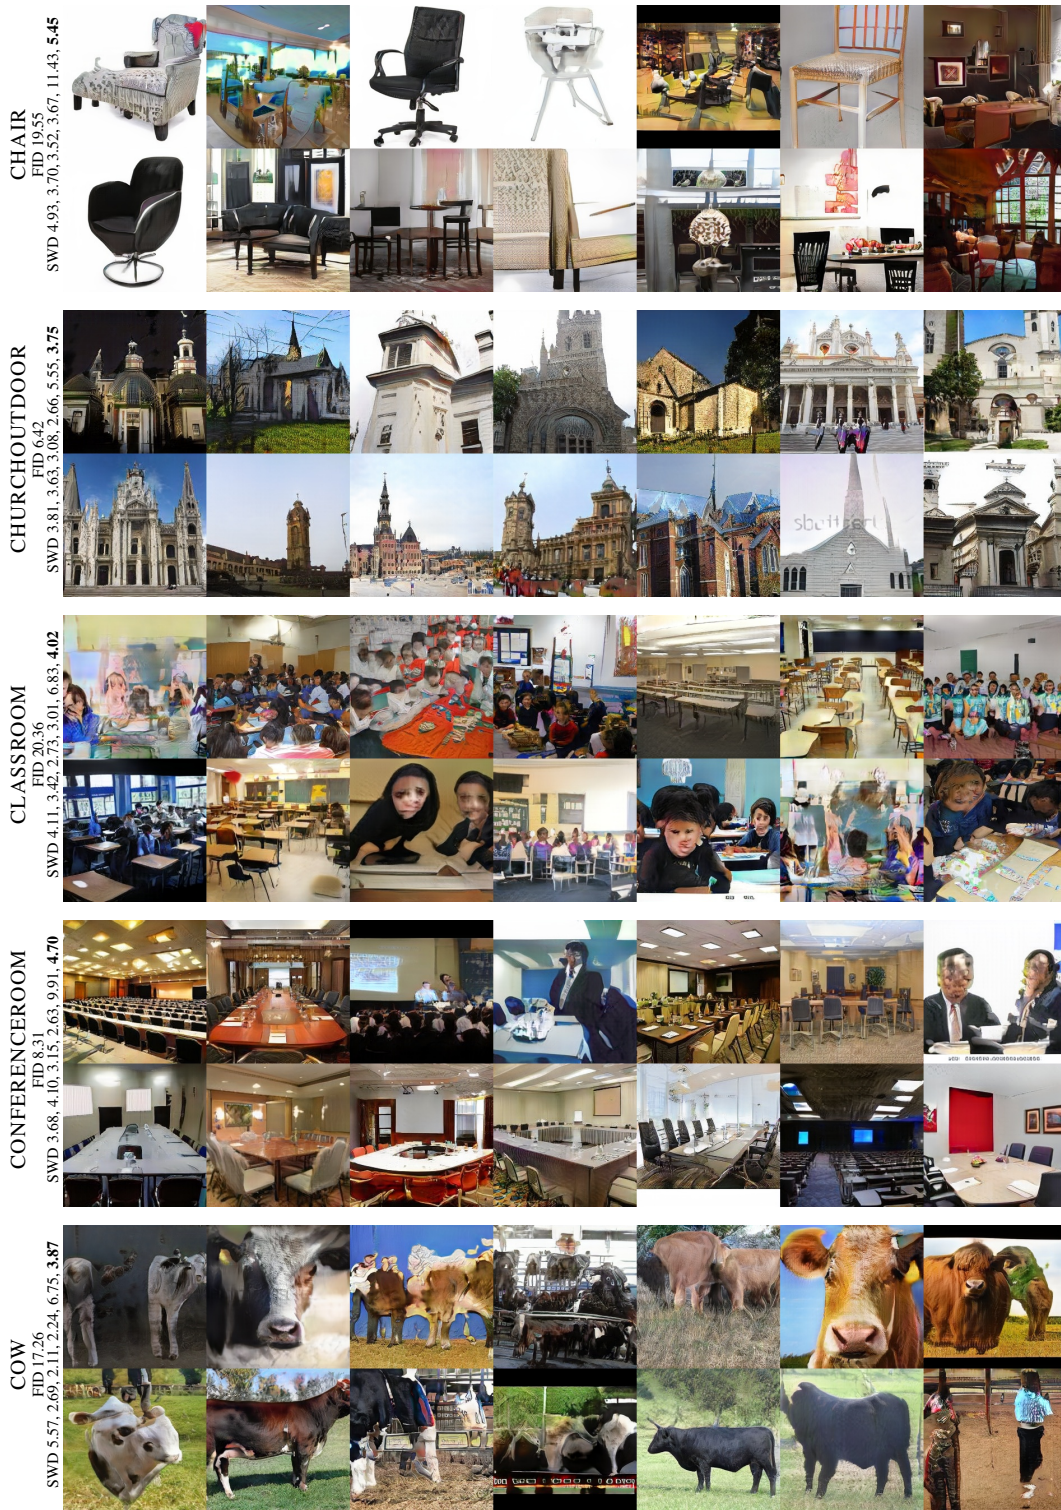 CHAIR
FID 19.55
SWD 4.93, 3.70, 3.52, 3.67, 11.43, 5.45
CHURCHOUTDOOR
FID 6.42
SWD 3.81, 3.63, 3.08, 2.66, 5.55, 3.75
CLASSROOM
FID 20.36
SWD 4.11, 3.42, 2.73, 3.01, 6.83, 4.02
CONFERENCEROOM
FID 8.31
SWD 3.68, 4.10, 3.15, 2.63, 9.91, 4.70
COW
FID 17.26
SWD 5.57, 2.69, 2.11, 2.24, 6.75, 3.87